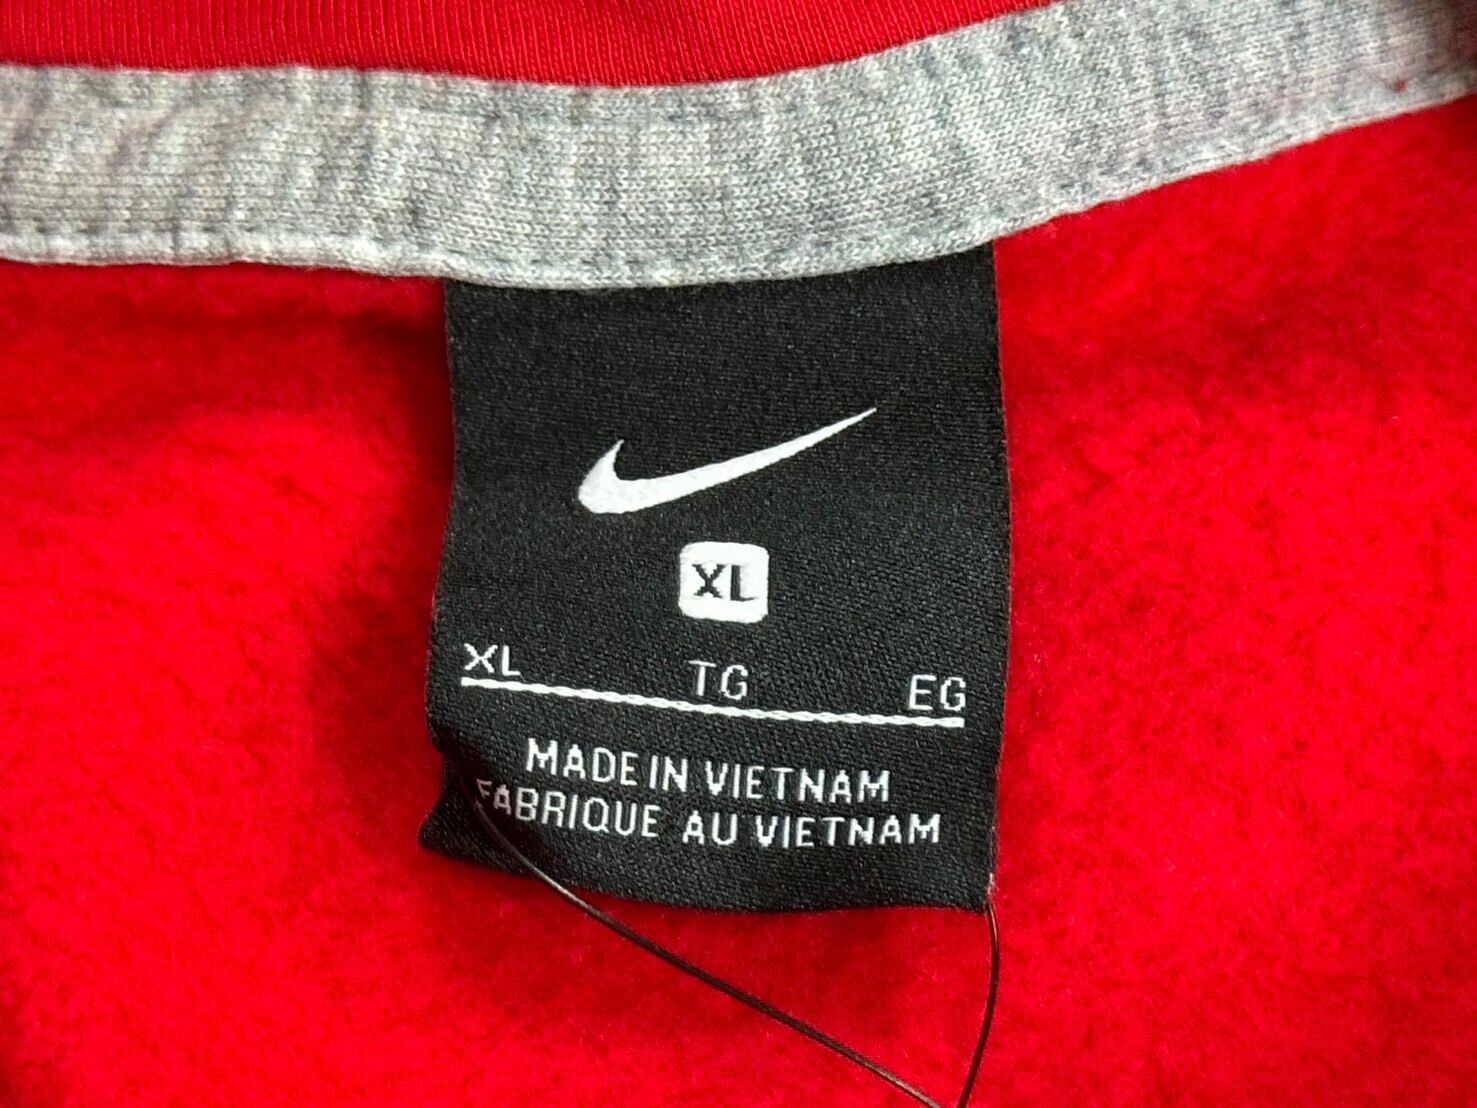 XL
XL TG EG
MADE IN VIETNAM
FABRIQUE AU VIETNAM